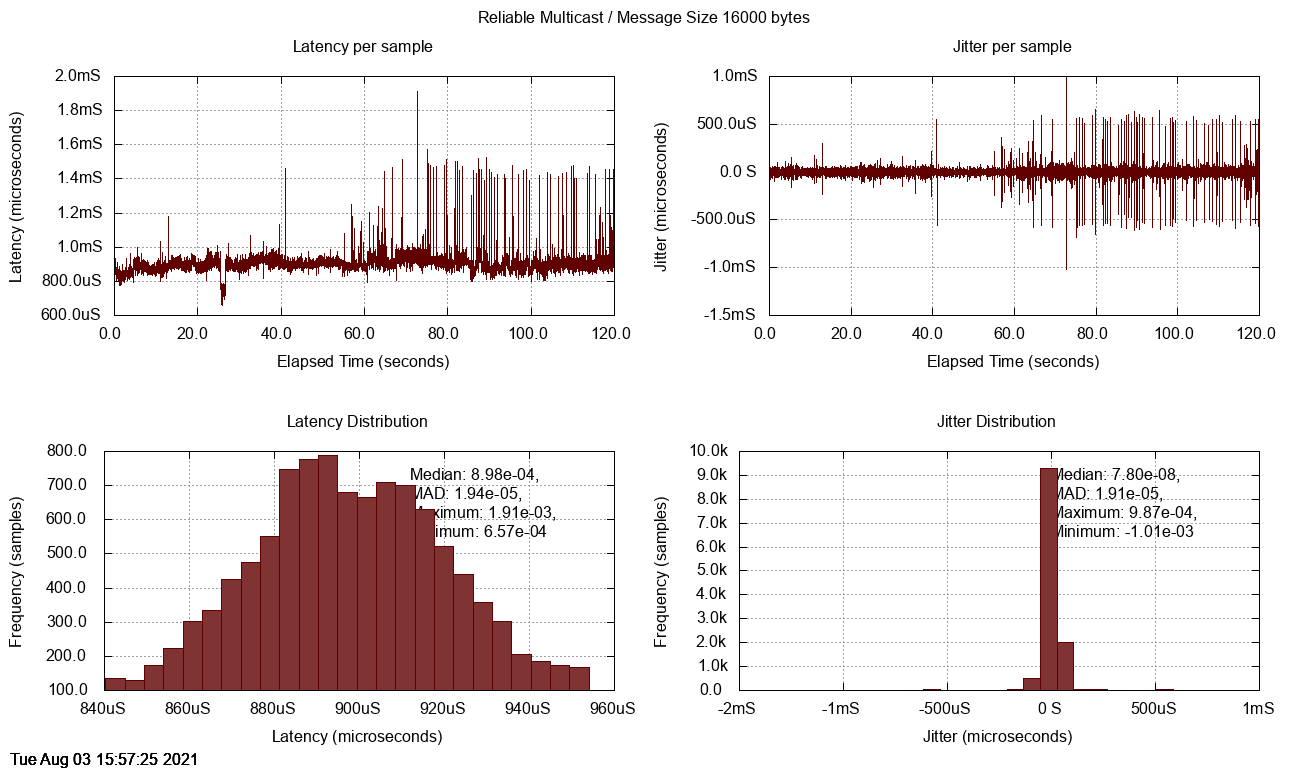 Reliable Multicast / Message Size 16000 bytes
Latency per sample
2.0mS
1.8mS
1.6mS
1.4mS
1.2mS
1.0mS
800.0uS
600.0uS
Latency (microseconds)
0.0 20.0 40.0 60.0 80.0 100.0 120.0
Elapsed Time (seconds)
Jitter per sample
1.0mS
500.0uS
0.0 S
-500.0uS
-1.0mS
-1.5mS
Jitter (microseconds)
0.0 20.0 40.0 60.0 80.0 100.0 120.0
Elapsed Time (seconds)
Latency Distribution
800.0
700.0
600.0
500.0
400.0
300.0
200.0
100.0
Frequency (samples)
Median: 8.98e-04,
MAD: 1.94e-05,
Maximum: 1.91e-03,
Minimum: 6.57e-04
840uS 860uS 880uS 900uS 920uS 940uS 960uS
Latency (microseconds)
Jitter Distribution
10.0k
9.0k
8.0k
7.0k
6.0k
5.0k
4.0k
3.0k
2.0k
1.0k
0.0
Frequency (samples)
Median: 7.80e-08,
MAD: 1.91e-05,
Maximum: 9.87e-04,
Minimum: -1.01e-03
-2mS -1mS -500uS 0 S 500uS 1mS
Jitter (microseconds)
Tue Aug 03 15:57:25 2021